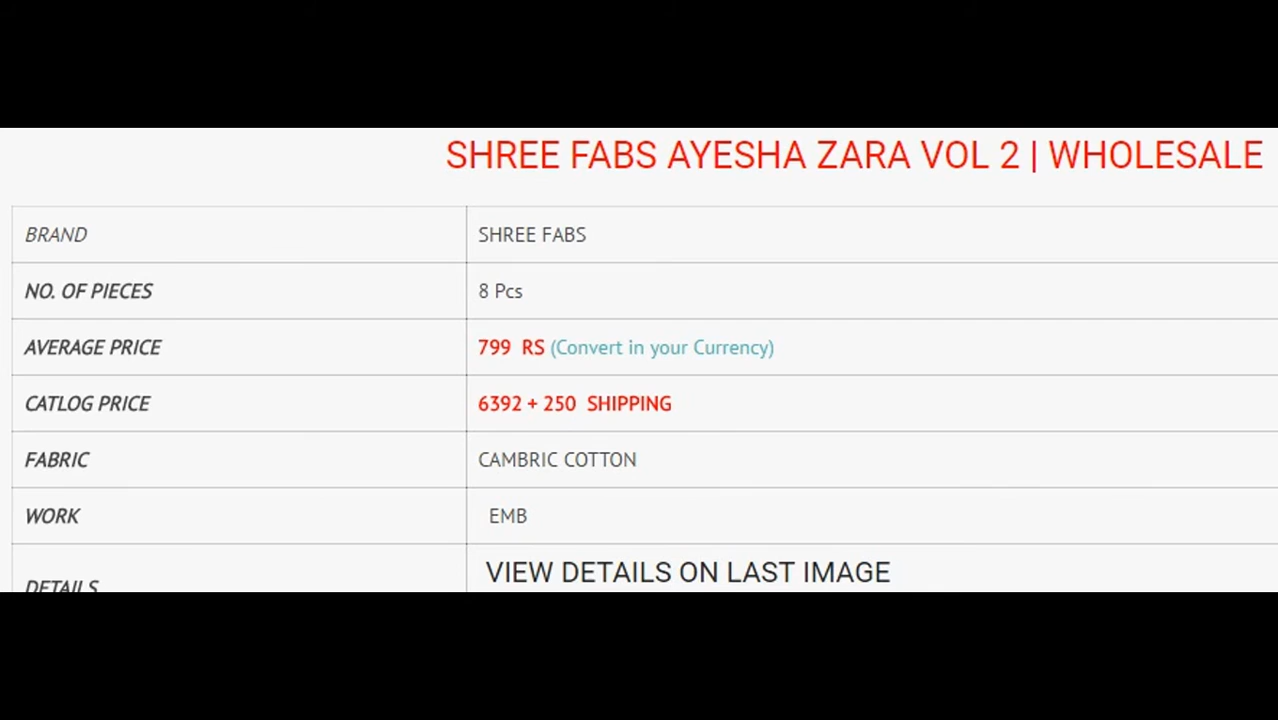 SHREE FABS AYESHA ZARA VOL 2 | WHOLESALE
BRAND SHREE FABS
NO. OF PIECES 8 Pcs
AVERAGE PRICE 799 RS (Convert in your Currency)
CATLOG PRICE 6392 + 250 SHIPPING
FABRIC CAMBRIC COTTON
WORK EMB
DETAILS VIEW DETAILS ON LAST IMAGE